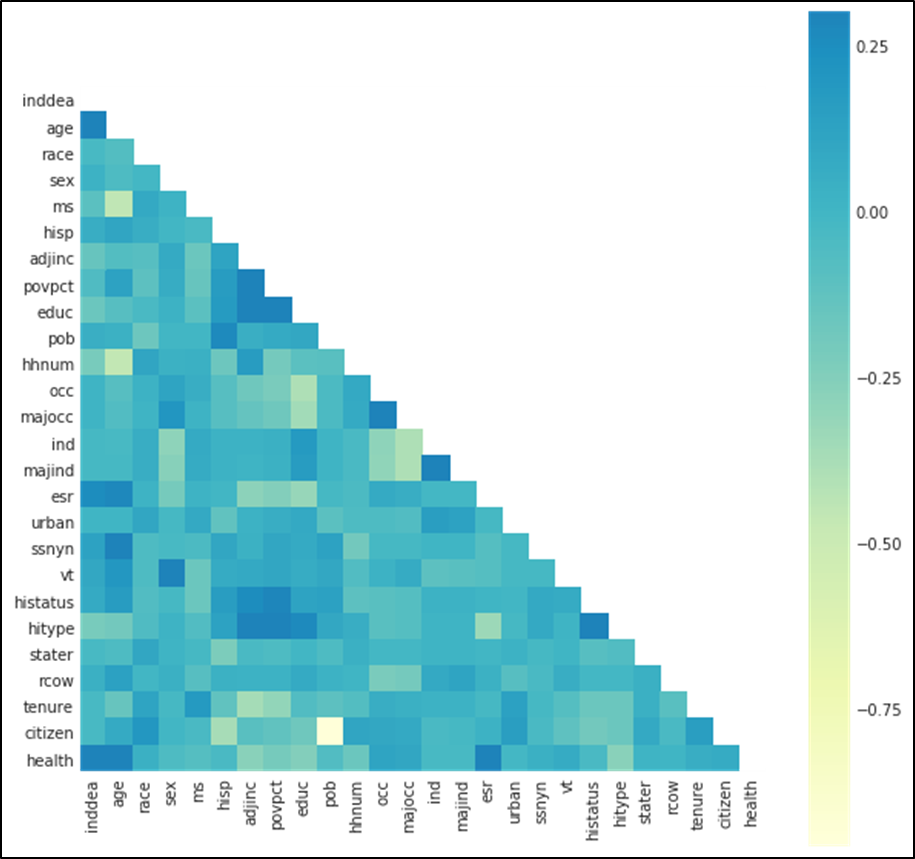 inddea
age
race
sex
ms
hisp
adjinc
povpct
educ
pob
hhnum
occ
majocc
ind
majind
esr
urban
ssnyn
vt
histatus
hitype
stater
rcow
tenure
citizen
health
inddea
age
race
sex
ms
hisp
adjinc
povpct
educ
pob
hhnum
occ
majocc
ind
majind
esr
urban
ssnyn
vt
histatus
hitype
stater
rcow
tenure
citizen
health
0.25
0.00
−0.25
−0.50
−0.75